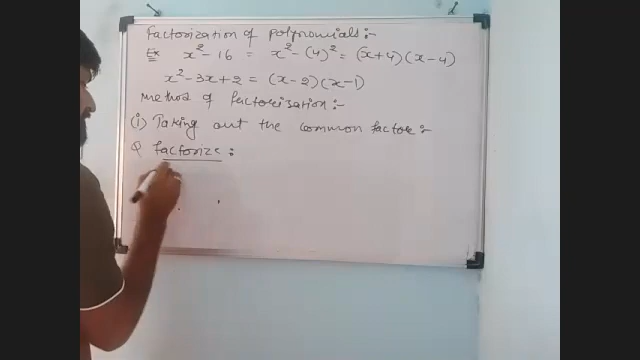 Factorization of polynomials:-
Ex x² - 16 = x² - (4)² = (x+4)(x-4)
x² - 3x + 2 = (x-2)(x-1)
Method of factorisation:-
(i) Taking out the common factor:-
Q Factorize: